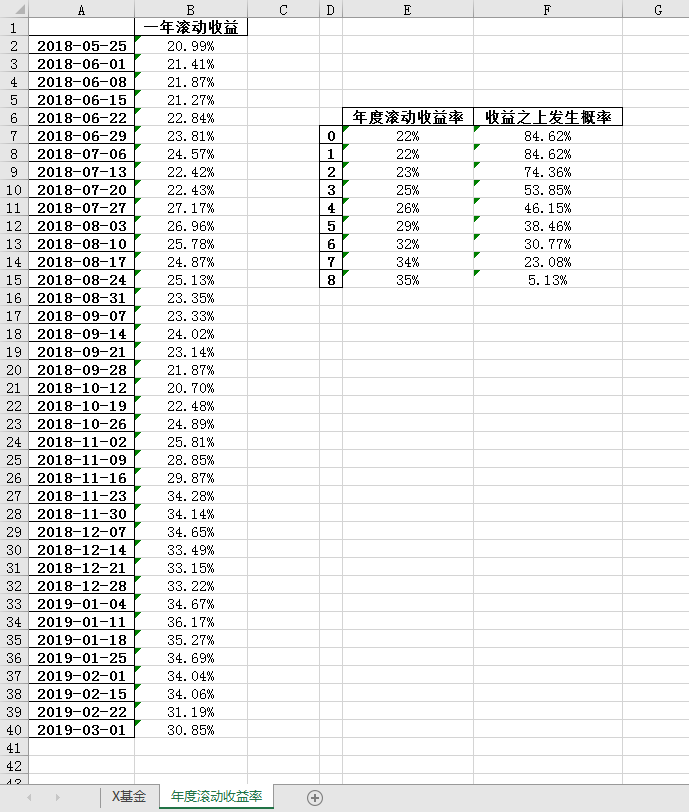 A B C D E F G
1 一年滚动收益
2 2018-05-25 20.99%
3 2018-06-01 21.41%
4 2018-06-08 21.87%
5 2018-06-15 21.27%
6 2018-06-22 22.84% 年度滚动收益率 收益之上发生概率
7 2018-06-29 23.81% 0 22% 84.62%
8 2018-07-06 24.57% 1 22% 84.62%
9 2018-07-13 22.42% 2 23% 74.36%
10 2018-07-20 22.43% 3 25% 53.85%
11 2018-07-27 27.17% 4 26% 46.15%
12 2018-08-03 26.96% 5 29% 38.46%
13 2018-08-10 25.78% 6 32% 30.77%
14 2018-08-17 24.87% 7 34% 23.08%
15 2018-08-24 25.13% 8 35% 5.13%
16 2018-08-31 23.35%
17 2018-09-07 23.33%
18 2018-09-14 24.02%
19 2018-09-21 23.14%
20 2018-09-28 21.87%
21 2018-10-12 20.70%
22 2018-10-19 22.48%
23 2018-10-26 24.89%
24 2018-11-02 25.81%
25 2018-11-09 28.85%
26 2018-11-16 29.87%
27 2018-11-23 34.28%
28 2018-11-30 34.14%
29 2018-12-07 34.65%
30 2018-12-14 33.49%
31 2018-12-21 33.15%
32 2018-12-28 33.22%
33 2019-01-04 34.67%
34 2019-01-11 36.17%
35 2019-01-18 35.27%
36 2019-01-25 34.69%
37 2019-02-01 34.04%
38 2019-02-15 34.06%
39 2019-02-22 31.19%
40 2019-03-01 30.85%
41
42
43
X基金 年度滚动收益率